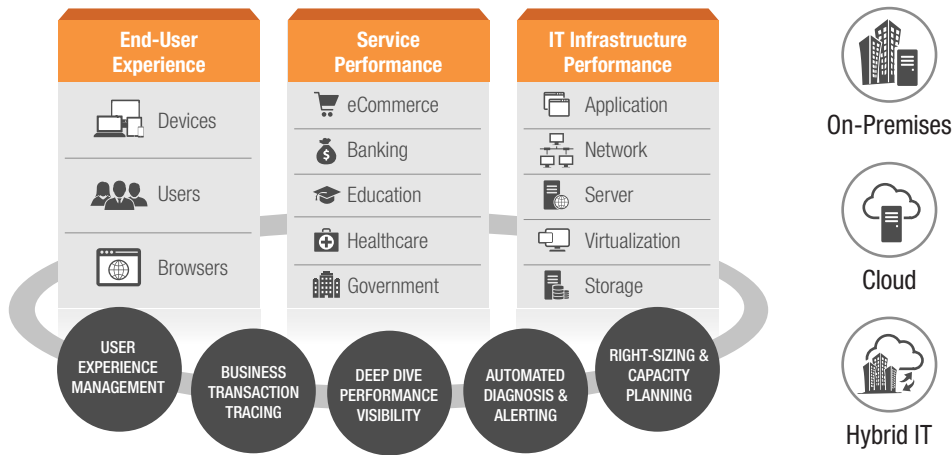 End-User
Experience
Devices
Users
Browsers
Service
Performance
eCommerce
Banking
Education
Healthcare
Government
IT Infrastructure
Performance
Application
Network
Server
Virtualization
Storage
USER
EXPERIENCE
MANAGEMENT
BUSINESS
TRANSACTION
TRACING
DEEP DIVE
PERFORMANCE
VISIBILITY
AUTOMATED
DIAGNOSIS &
ALERTING
RIGHT-SIZING &
CAPACITY
PLANNING
On-Premises
Cloud
Hybrid IT